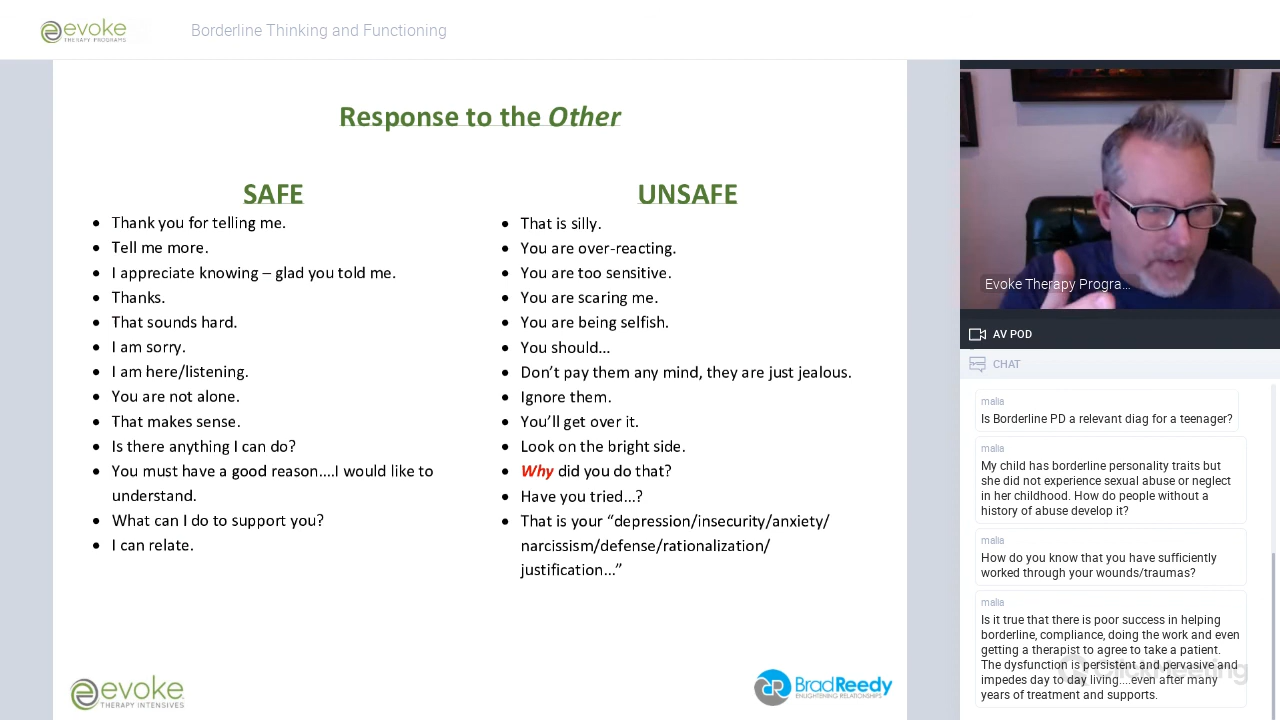 evoke
THERAPY PROGRAMS
Borderline Thinking and Functioning
Response to the Other
SAFE
• Thank you for telling me.
• Tell me more.
• I appreciate knowing – glad you told me.
• Thanks.
• That sounds hard.
• I am sorry.
• I am here/listening.
• You are not alone.
• That makes sense.
• Is there anything I can do?
• You must have a good reason....I would like to
understand.
• What can I do to support you?
• I can relate.
UNSAFE
• That is silly.
• You are over-reacting.
• You are too sensitive.
• You are scaring me.
• You are being selfish.
• You should...
• Don’t pay them any mind, they are just jealous.
• Ignore them.
• You’ll get over it.
• Look on the bright side.
• Why did you do that?
• Have you tried...?
• That is your “depression/insecurity/anxiety/
narcissism/defense/rationalization/
justification...”
evoke
THERAPY INTENSIVES
BradReedy
ENLIGHTENING RELATIONSHIPS
Evoke Therapy Progra...
AV POD
CHAT
malia
Is Borderline PD a relevant diag for a teenager?
malia
My child has borderline personality traits but
she did not experience sexual abuse or neglect
in her childhood. How do people without a
history of abuse develop it?
malia
How do you know that you have sufficiently
worked through your wounds/traumas?
malia
Is it true that there is poor success in helping
borderline, compliance, doing the work and even
getting a therapist to agree to take a patient.
The dysfunction is persistent and pervasive and
impedes day to day living....even after many
years of treatment and supports.